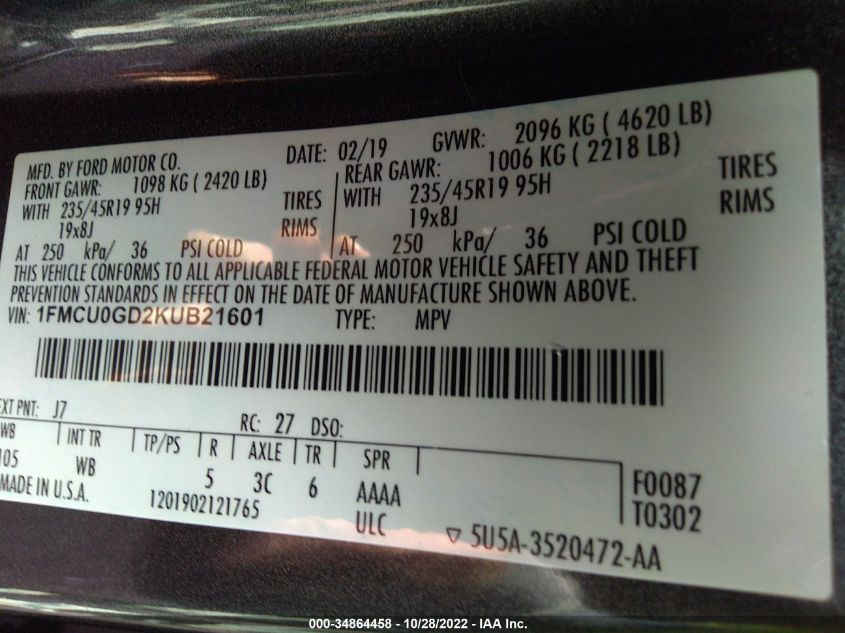 MFD. BY FORD MOTOR CO. DATE: 02/19 GVWR: 2096 KG ( 4620 LB)
FRONT GAWR: 1098 KG ( 2420 LB) REAR GAWR: 1006 KG ( 2218 LB)
WITH 235/45R19 95H TIRES WITH 235/45R19 95H TIRES
19x8J RIMS 19x8J RIMS
AT 250 kPa/ 36 PSI COLD AT 250 kPa/ 36 PSI COLD
THIS VEHICLE CONFORMS TO ALL APPLICABLE FEDERAL MOTOR VEHICLE SAFETY AND THEFT
PREVENTION STANDARDS IN EFFECT ON THE DATE OF MANUFACTURE SHOWN ABOVE.
VIN: 1FMCU0GD2KUB21601 TYPE: MPV
EXT PNT: J7 RC: 27 DSO:
WB INT TR TP/PS R AXLE TR SPR
105 WB 5 3C 6 AAAA F0087
MADE IN U.S.A. 1201902121765 ULC T0302
▽ 5U5A-3520472-AA
000-34864458 - 10/28/2022 - IAA Inc.